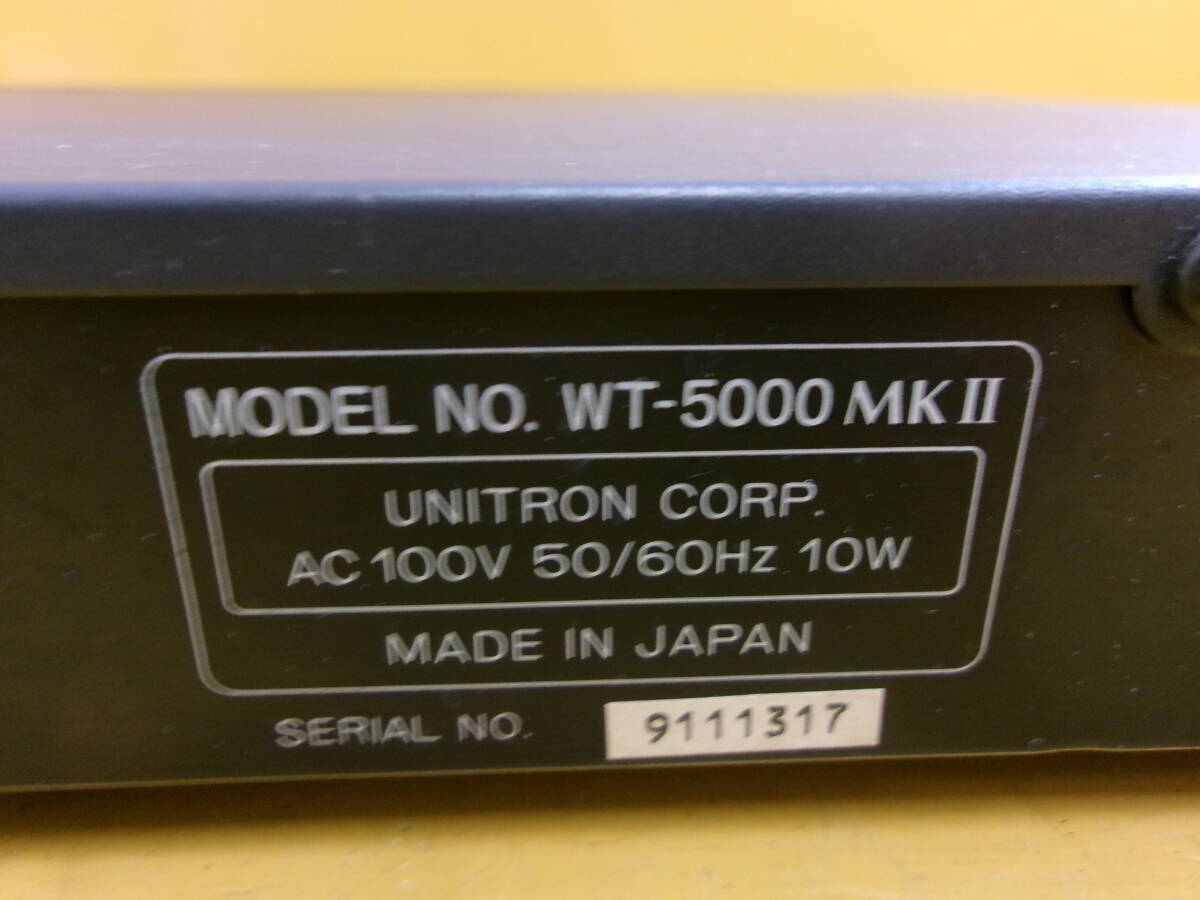 MODEL NO. WT-5000 MK II
UNITRON CORP.
AC 100V 50/60Hz 10W
MADE IN JAPAN
SERIAL NO. 9111317